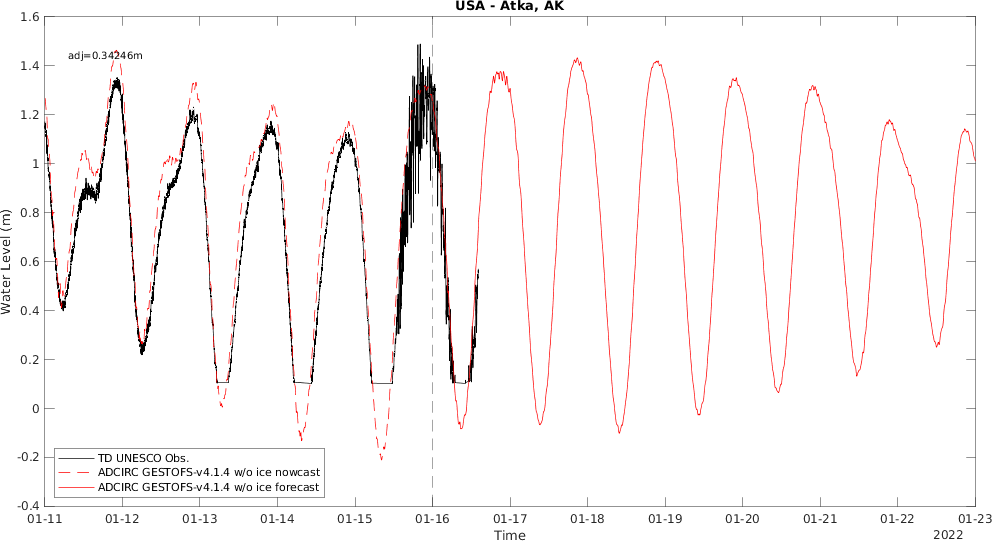 USA - Atka, AK
adj=0.34246m
Water Level (m)
1.6
1.4
1.2
1
0.8
0.6
0.4
0.2
0
-0.2
-0.4
TD UNESCO Obs.
ADCIRC GESTOFS-v4.1.4 w/o ice nowcast
ADCIRC GESTOFS-v4.1.4 w/o ice forecast
01-11 01-12 01-13 01-14 01-15 01-16 01-17 01-18 01-19 01-20 01-21 01-22 01-23
Time
2022